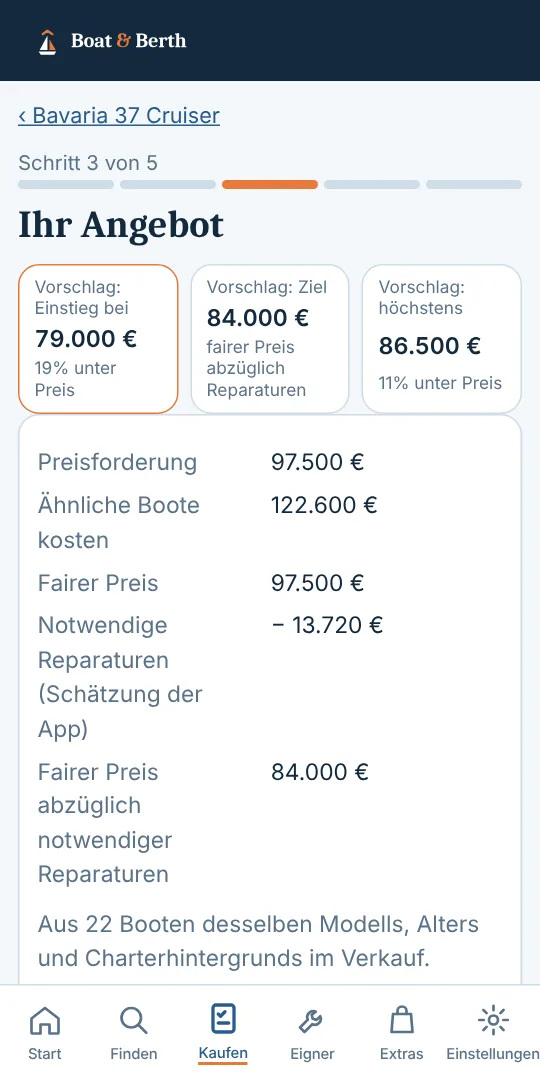 Boat & Berth
‹ Bavaria 37 Cruiser
Schritt 3 von 5
Ihr Angebot
Vorschlag:
Einstieg bei
79.000 €
19% unter
Preis
Vorschlag: Ziel
84.000 €
fairer Preis
abzüglich
Reparaturen
Vorschlag:
höchstens
86.500 €
11% unter Preis
Preisforderung 97.500 €
Ähnliche Boote 122.600 €
kosten
Fairer Preis 97.500 €
Notwendige − 13.720 €
Reparaturen
(Schätzung der
App)
Fairer Preis 84.000 €
abzüglich
notwendiger
Reparaturen
Aus 22 Booten desselben Modells, Alters
und Charterhintergrunds im Verkauf.
Start Finden Kaufen Eigner Extras Einstellungen